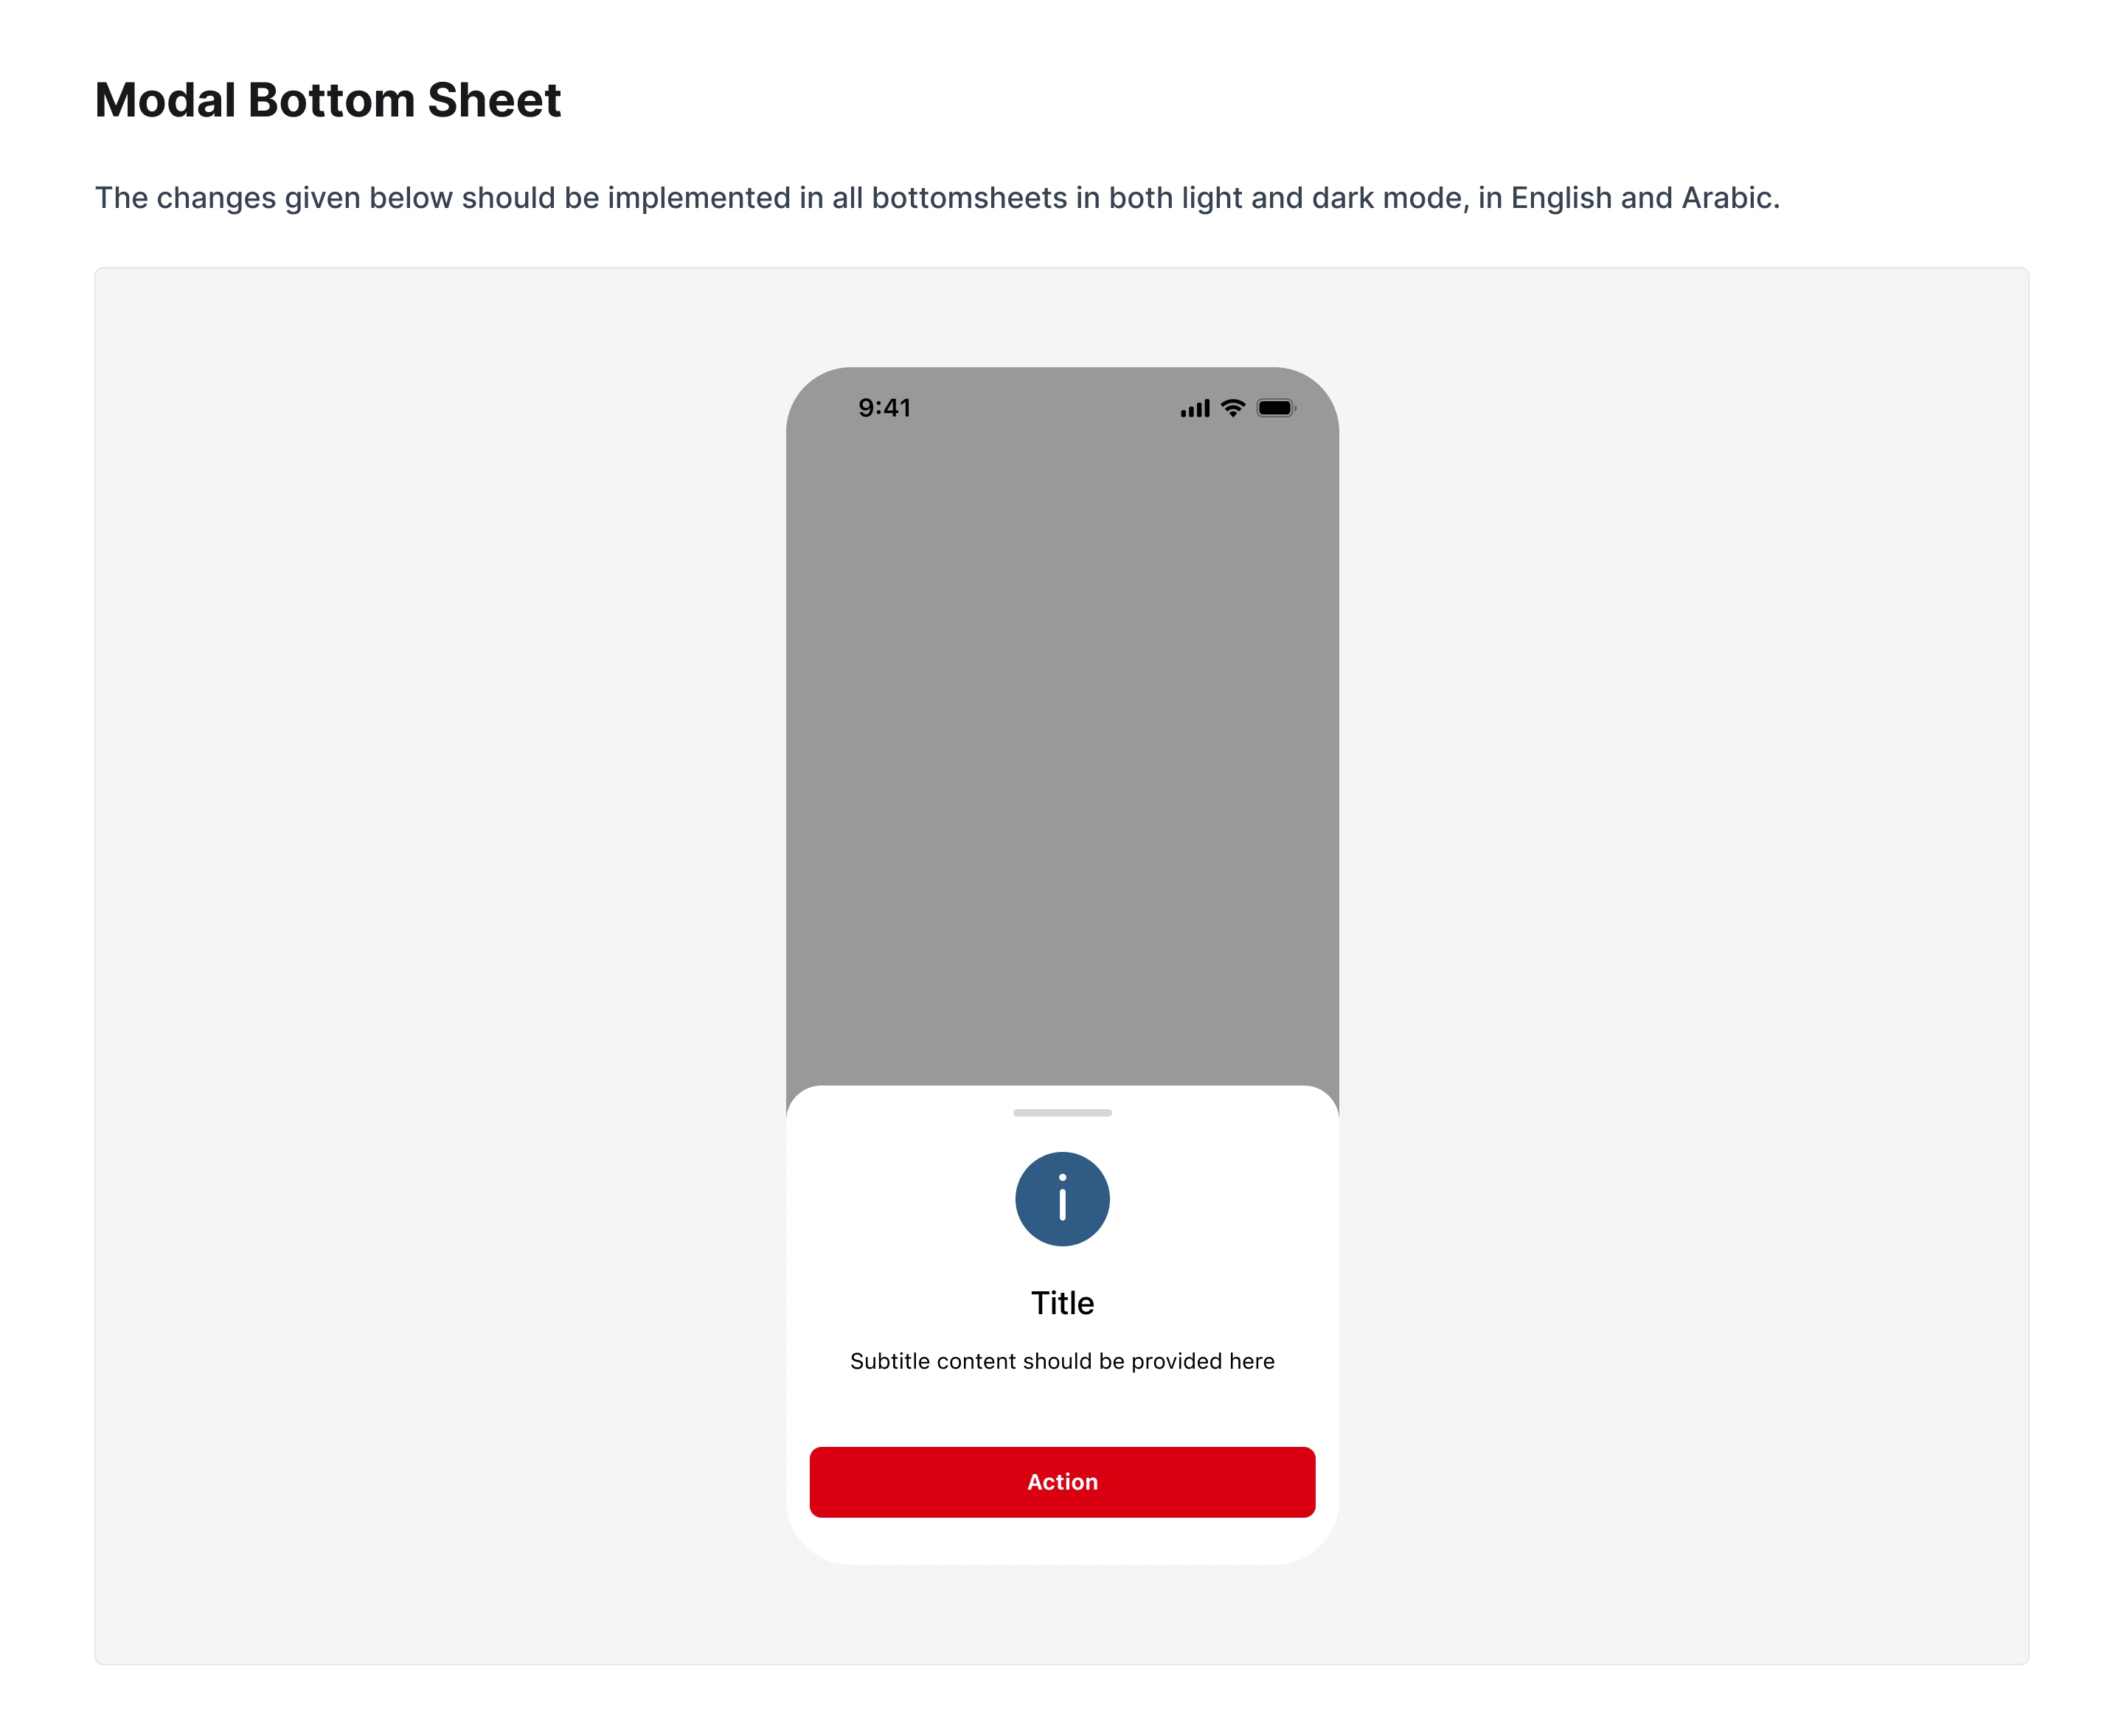 Modal Bottom Sheet
The changes given below should be implemented in all bottomsheets in both light and dark mode, in English and Arabic.
9:41
Title
Subtitle content should be provided here
Action